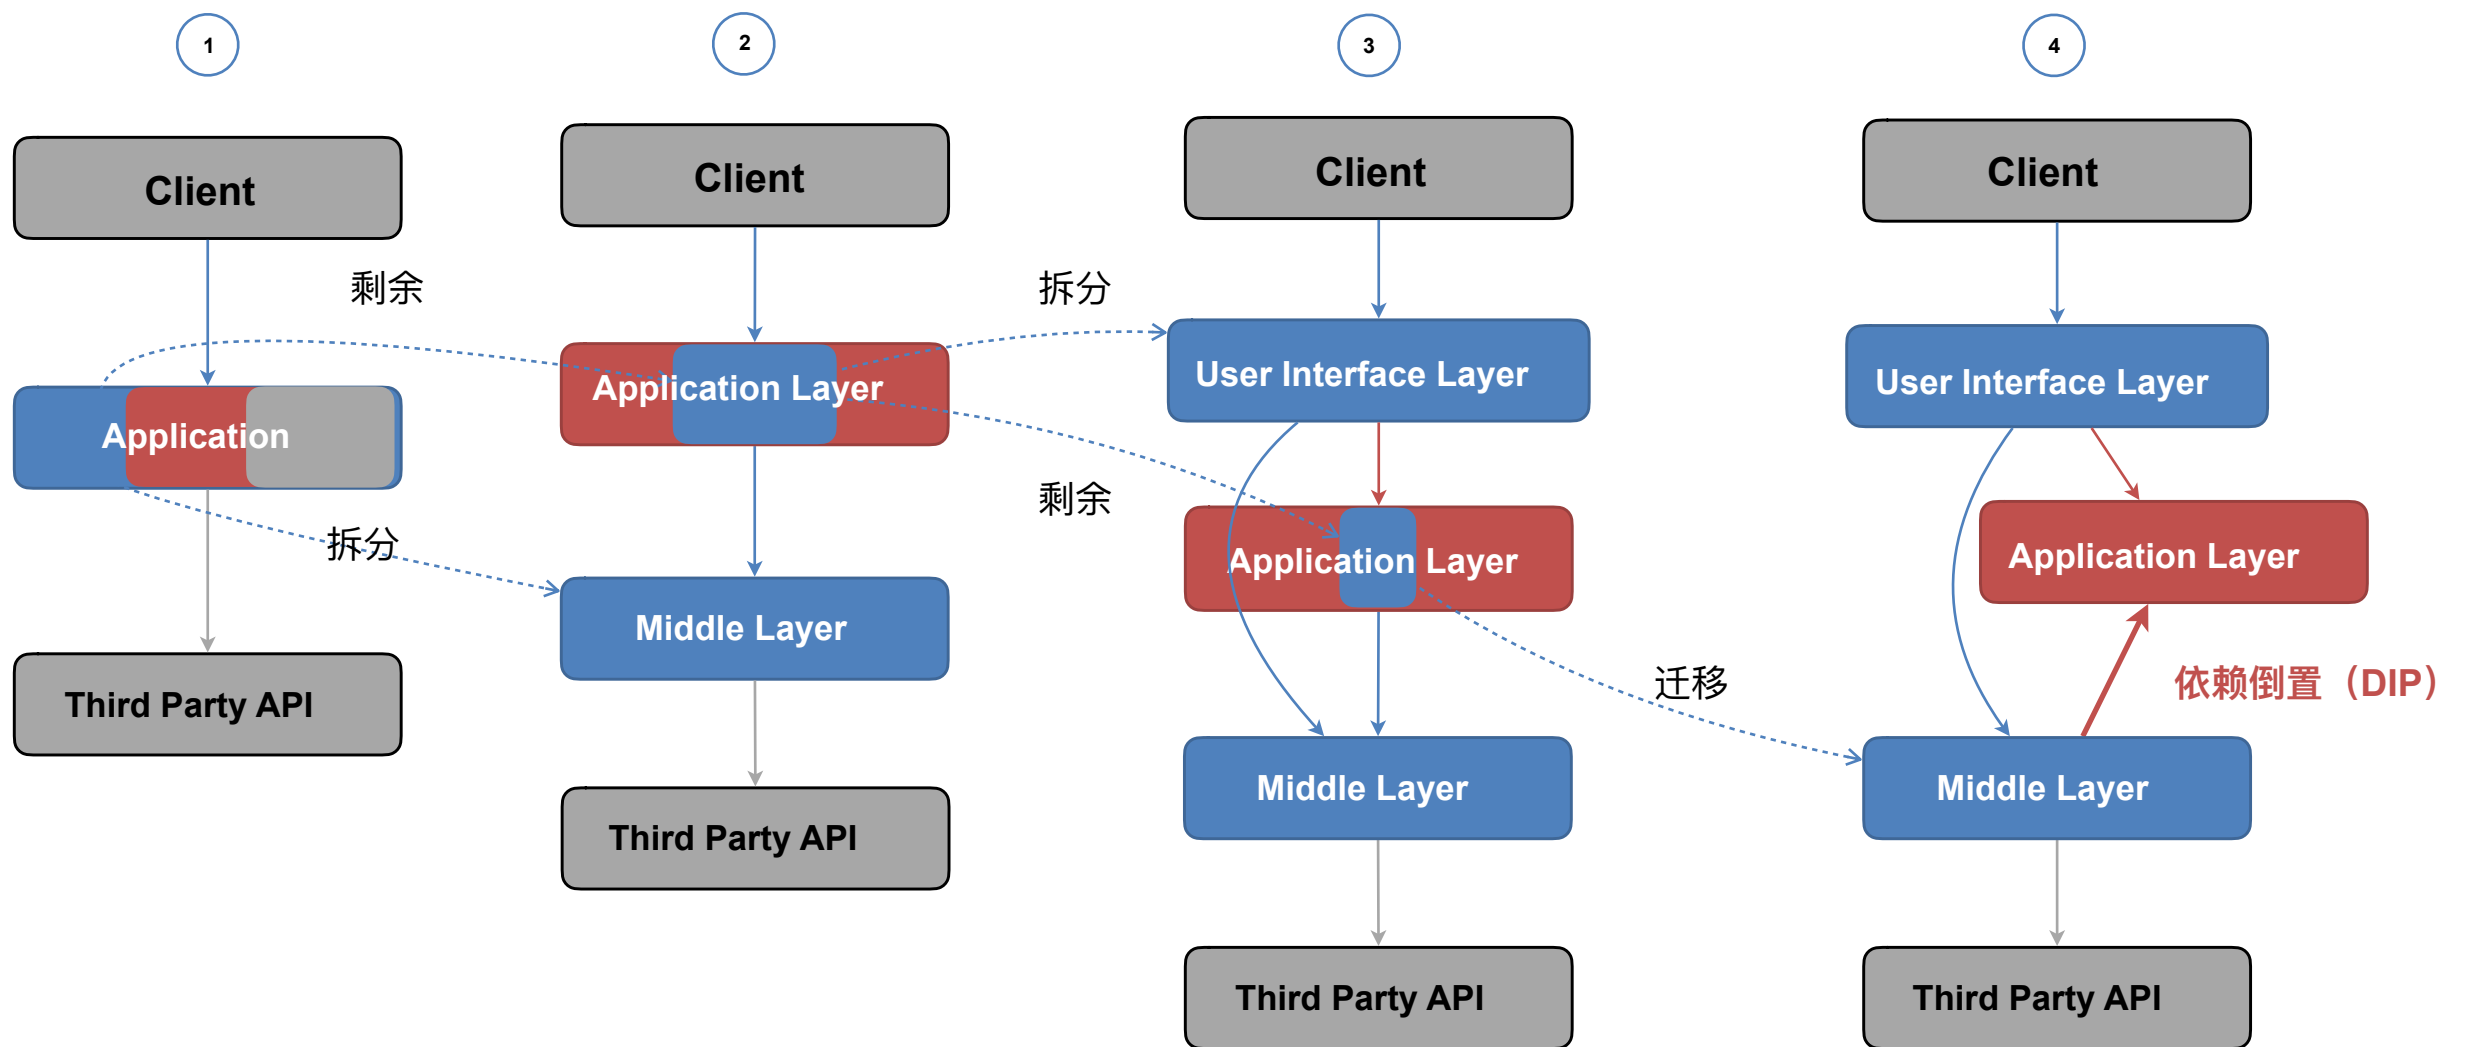 1
2
3
4
Client
Client
Client
Client
剩余
拆分
Application
Application Layer
User Interface Layer
User Interface Layer
剩余
拆分
Application Layer
Application Layer
Third Party API
Middle Layer
迁移
依赖倒置（DIP）
Third Party API
Middle Layer
Middle Layer
Third Party API
Third Party API